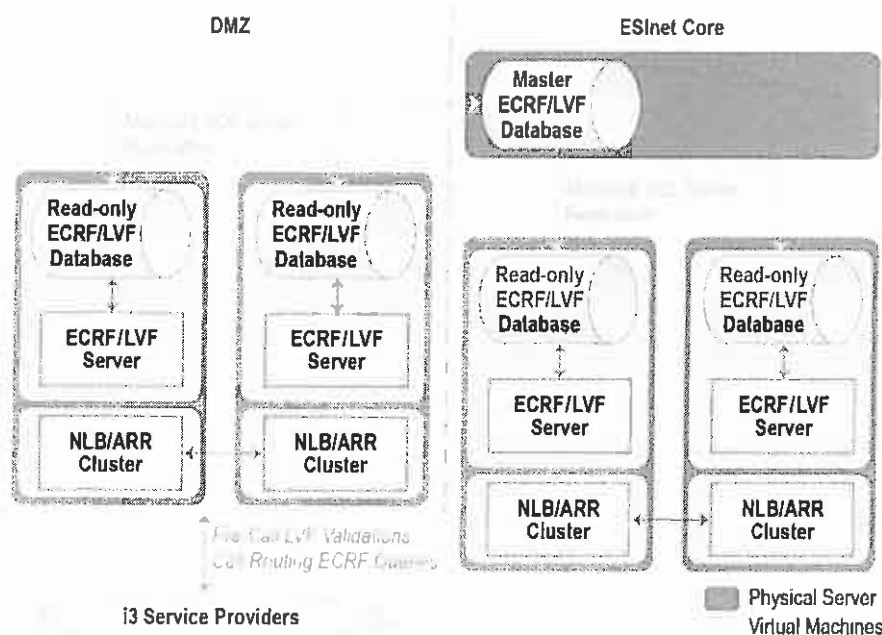 DMZ
ESInet Core
Master
ECRF/LVF
Database
Read-only
ECRF/LVF
Database
Read-only
ECRF/LVF
Database
Read-only
ECRF/LVF
Database
Read-only
ECRF/LVF
Database
ECRF/LVF
Server
ECRF/LVF
Server
ECRF/LVF
Server
ECRF/LVF
Server
NLB/ARR
Cluster
NLB/ARR
Cluster
NLB/ARR
Cluster
NLB/ARR
Cluster
Pre-Call LVF Validations
Call Routing ECRF Queries
i3 Service Providers
Physical Server
Virtual Machines